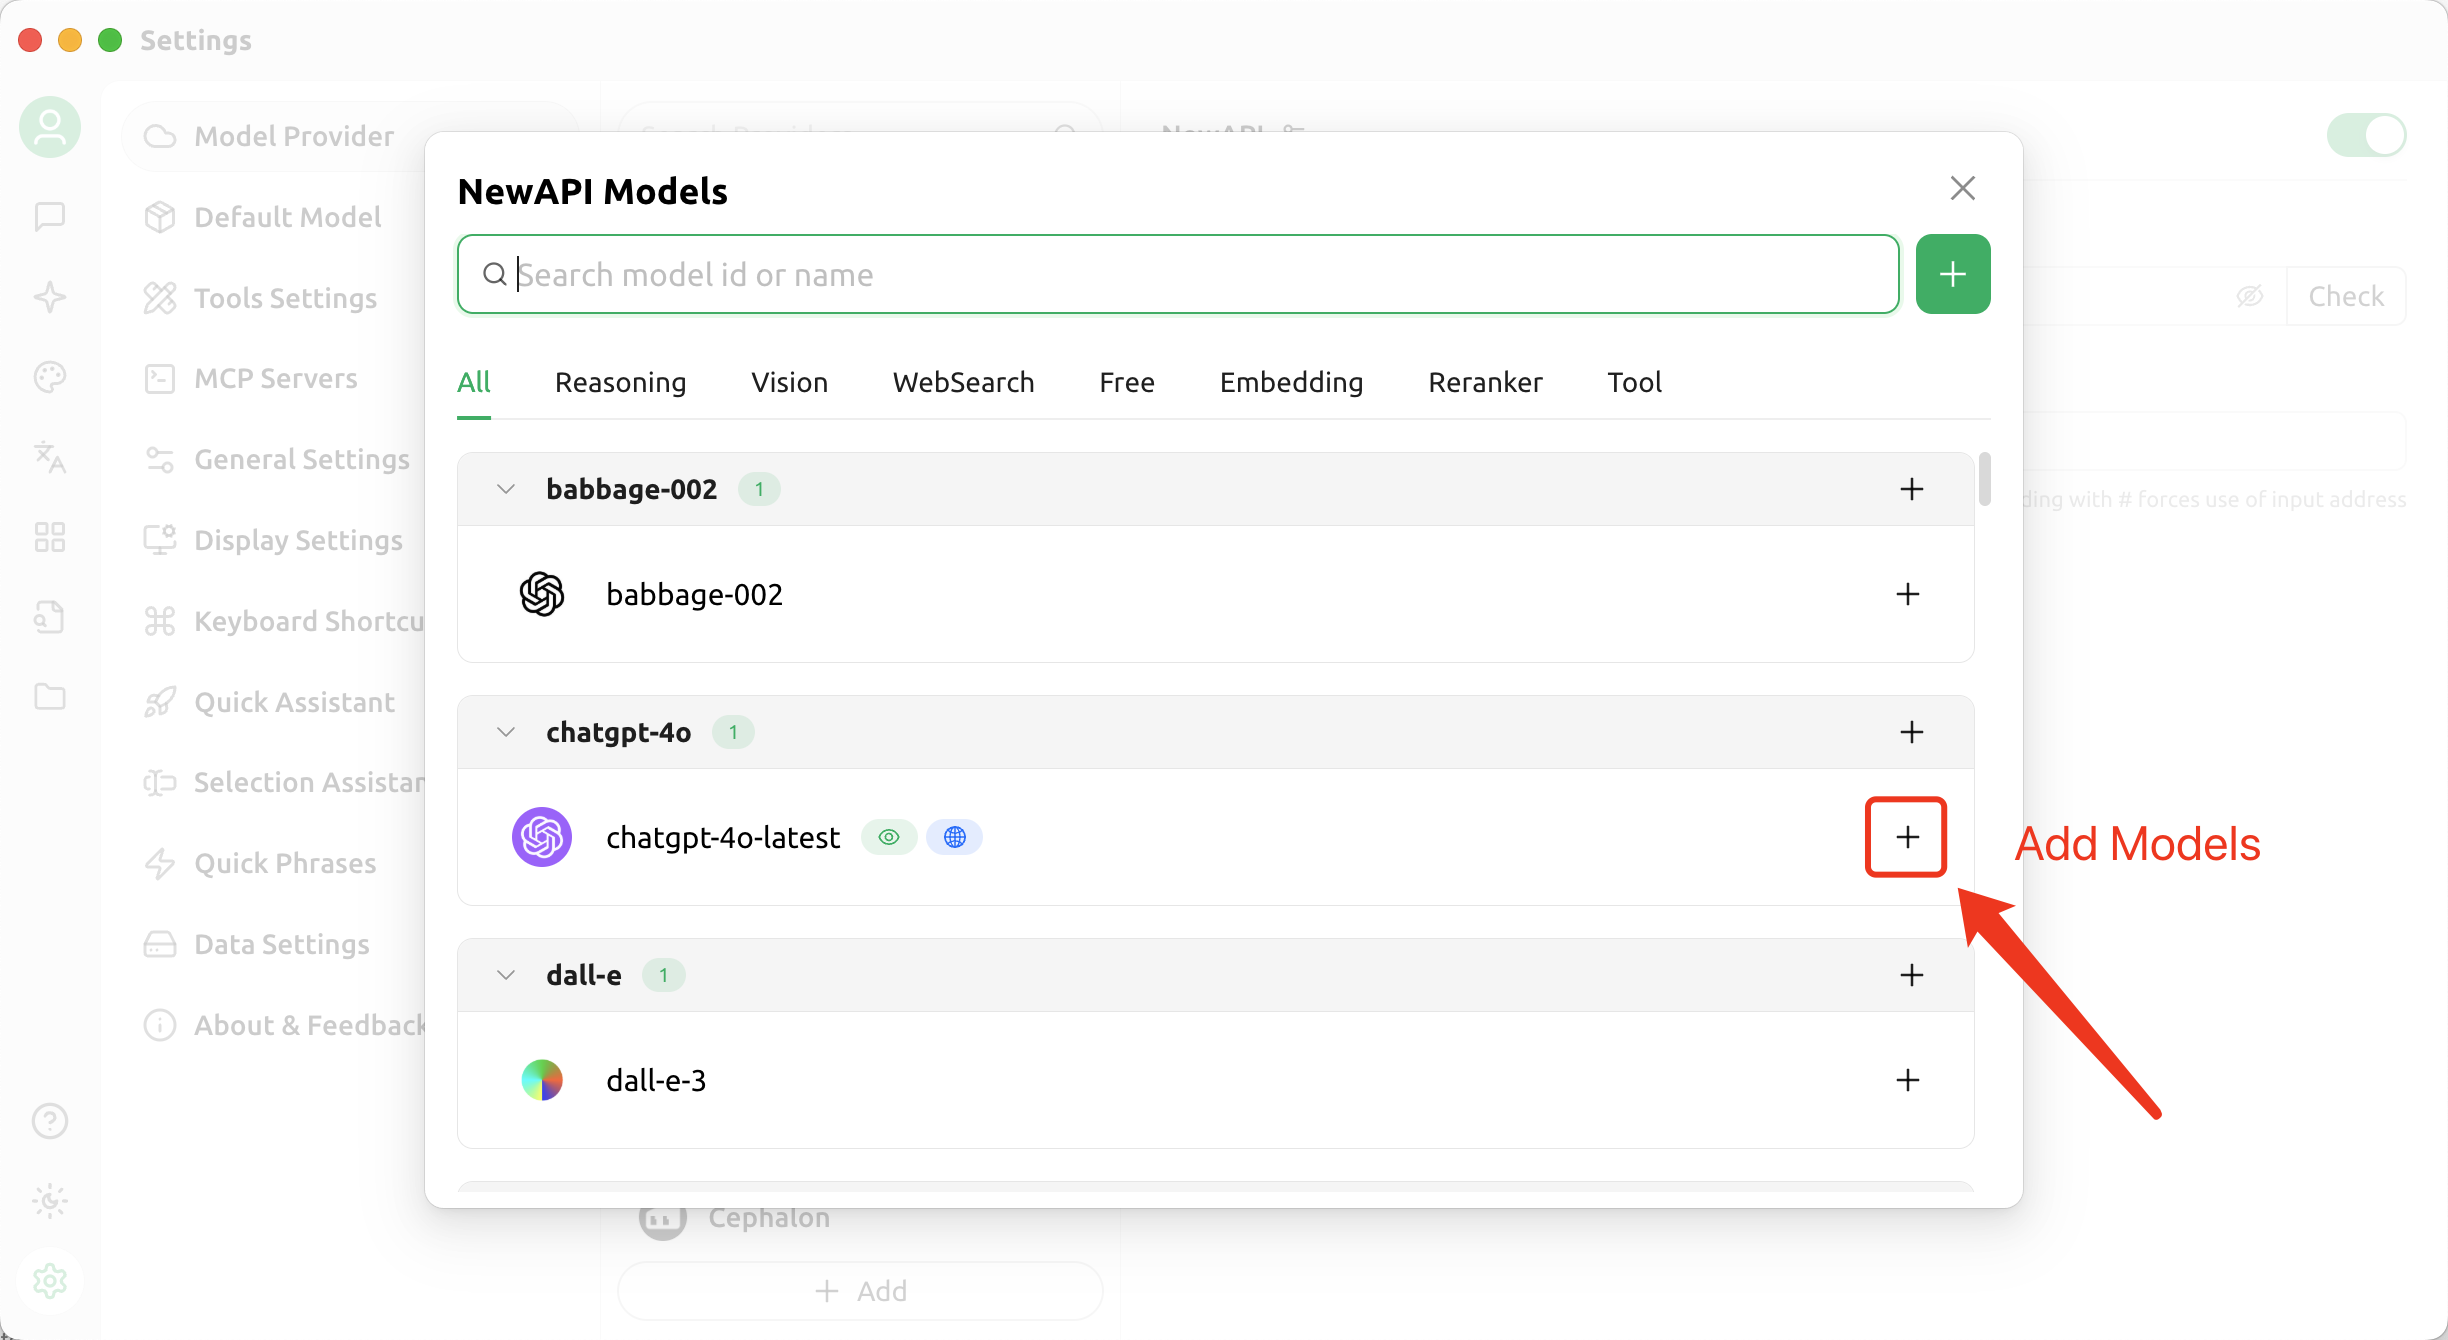 Settings
Model Provider
Default Model
Tools Settings
MCP Servers
General Settings
Display Settings
Keyboard Shortcu
Quick Assistant
Selection Assistan
Quick Phrases
Data Settings
About & Feedback
NewAPI
Check
ding with # forces use of input address
NewAPI Models
Search model id or name
All Reasoning Vision WebSearch Free Embedding Reranker Tool
babbage-002 1
babbage-002
chatgpt-4o 1
chatgpt-4o-latest
Add Models
dall-e 1
dall-e-3
Cephalon
Add